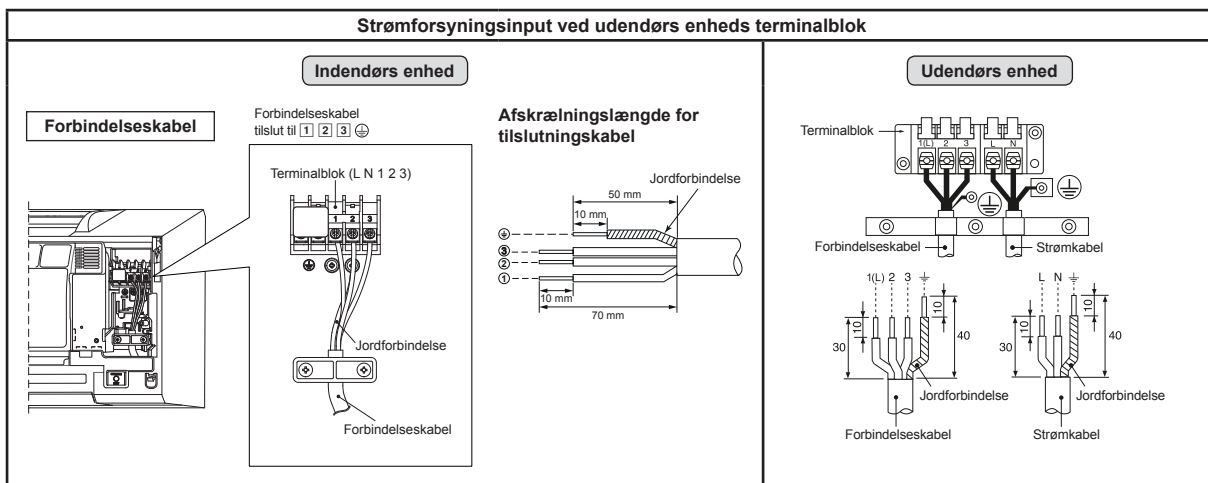 Strømforsyningsinput ved udendørs enheds terminalblok
Indendørs enhed
Forbindelseskabel
Forbindelseskabel
tilslut til 1 2 3 ⏚
Terminalblok (L N 1 2 3)
1 2 3
Jordforbindelse
Forbindelseskabel
Afskrælningslængde for
tilslutningskabel
Jordforbindelse
50 mm
10 mm
⏚
③
②
①
10 mm
70 mm
Udendørs enhed
Terminalblok
1(L) 2 3 L N
Forbindelseskabel
Strømkabel
1(L) 2 3 ⏚
10
10
30
40
Jordforbindelse
Forbindelseskabel
L N ⏚
10
10
30
40
Jordforbindelse
Strømkabel